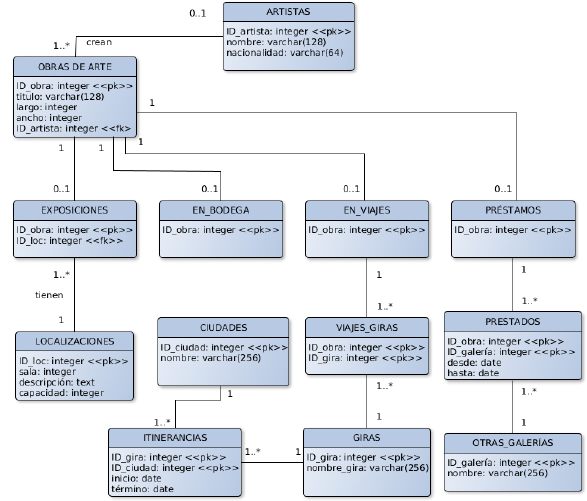 ARTISTAS
0..1
ID_artista: integer <<pk>>
nombre: varchar(128)
nacionalidad: varchar(64)
crean
1..*
OBRAS DE ARTE
ID_obra: integer <<pk>>
titulo: varchar(128)
largo: integer
ancho: integer
ID_artista: integer <<fk>
1
1
1
1
0..1
0..1
0..1
0..1
EXPOSICIONES
ID_obra: integer <<pk>>
ID_loc: integer <<fk>>
EN_BODEGA
ID_obra: integer <<pk>>
EN_VIAJES
ID_obra: integer <<pk>>
PRÉSTAMOS
ID_obra: integer <<pk>>
1..*
tienen
1
1
1..*
1
1..*
LOCALIZACIONES
ID_loc: integer <<pk>>
sala: integer
descripción: text
capacidad: integer
CIUDADES
ID_ciudad: integer <<pk>>
nombre: varchar(256)
VIAJES_GIRAS
ID_obra: integer <<pk>>
ID_gira: integer <<pk>>
PRESTADOS
ID_obra: integer <<pk>>
ID_galería: integer <<pk>>
desde: date
hasta: date
1
1..*
1..*
1
1..*
1
ITINERANCIAS
ID_gira: integer <<pk>>
ID_ciudad: integer <<pk>>
inicio: date
término: date
1..*
1
GIRAS
ID_gira: integer <<pk>>
nombre_gira: varchar(256)
OTRAS_GALERÍAS
ID_galería: integer <<pk>>
nombre: varchar(256)